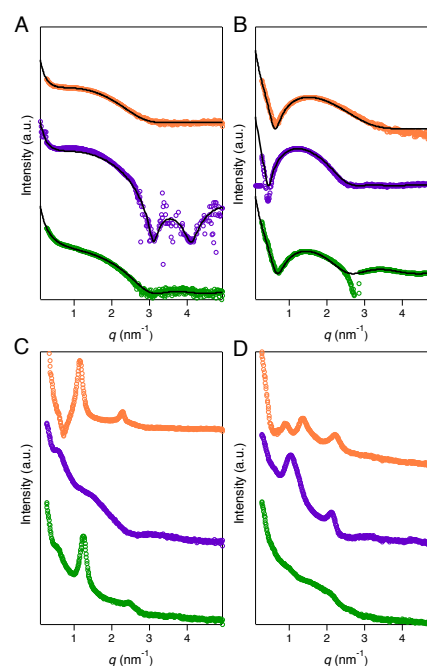 A
B
Intensity (a.u.)
Intensity (a.u.)
1 2 3 4
1 2 3 4
q (nm⁻¹)
q (nm⁻¹)
C
D
Intensity (a.u.)
Intensity (a.u.)
1 2 3 4
1 2 3 4
q (nm⁻¹)
q (nm⁻¹)